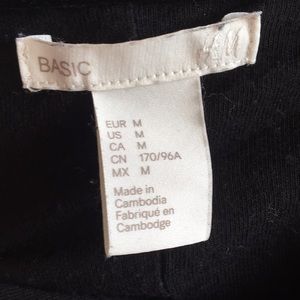 BASIC
EUR M
US M
CA M
CN 170/96A
MX M
Made in
Cambodia
Fabriqué en
Cambodge